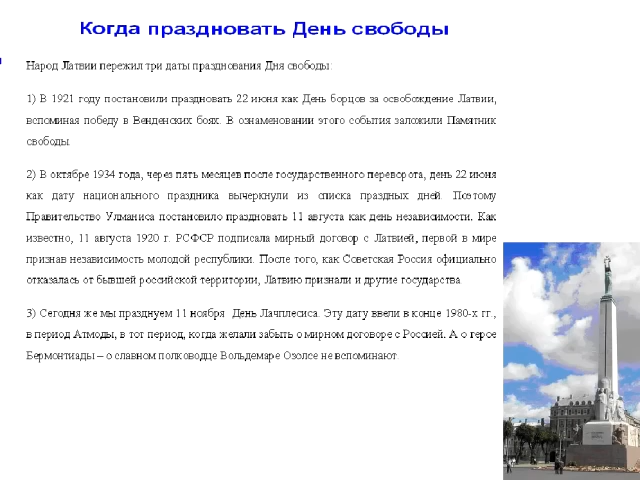 Когда праздновать День свободы
Народ Латвии пережил три даты празднования Дня свободы:
1) В 1921 году постановили праздновать 22 июня как День борцов за освобождение Латвии,
вспоминая победу в Венденских боях. В ознаменовании этого события заложили Памятник
свободы.
2) В октябре 1934 года, через пять месяцев после государственного переворота, день 22 июня
как дату национального праздника вычеркнули из списка праздных дней. Поэтому
Правительство Улманиса постановило праздновать 11 августа как день независимости. Как
известно, 11 августа 1920 г. РСФСР подписала мирный договор с Латвией, первой в мире
признав независимость молодой республики. После того, как Советская Россия официально
отказалась от бывшей российской территории, Латвию признали и другие государства.
3) Сегодня же мы празднуем 11 ноября День Лачплесиса. Эту дату ввели в конце 1980-х гг.,
в период Атмоды, в тот период, когда желали забыть о мирном договоре с Россией. А о герое
Бермонтиады – о славном полководце Вольдемаре Озолсе не вспоминают.